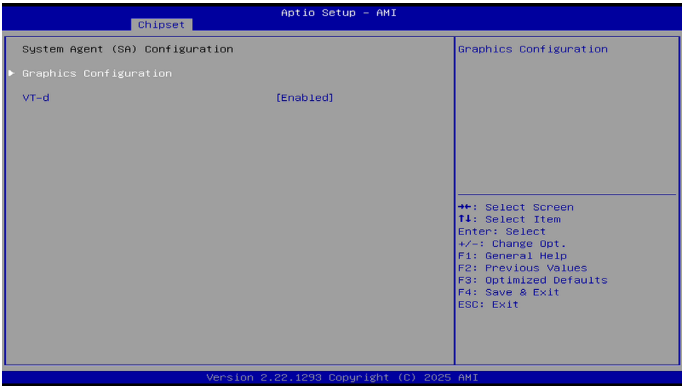 Aptio Setup – AMI
Chipset
System Agent (SA) Configuration
Graphics Configuration
VT-d [Enabled]
Graphics Configuration
→←: Select Screen
↑↓: Select Item
Enter: Select
+/-: Change Opt.
F1: General Help
F2: Previous Values
F3: Optimized Defaults
F4: Save & Exit
ESC: Exit
Version 2.22.1293 Copyright (C) 2025 AMI